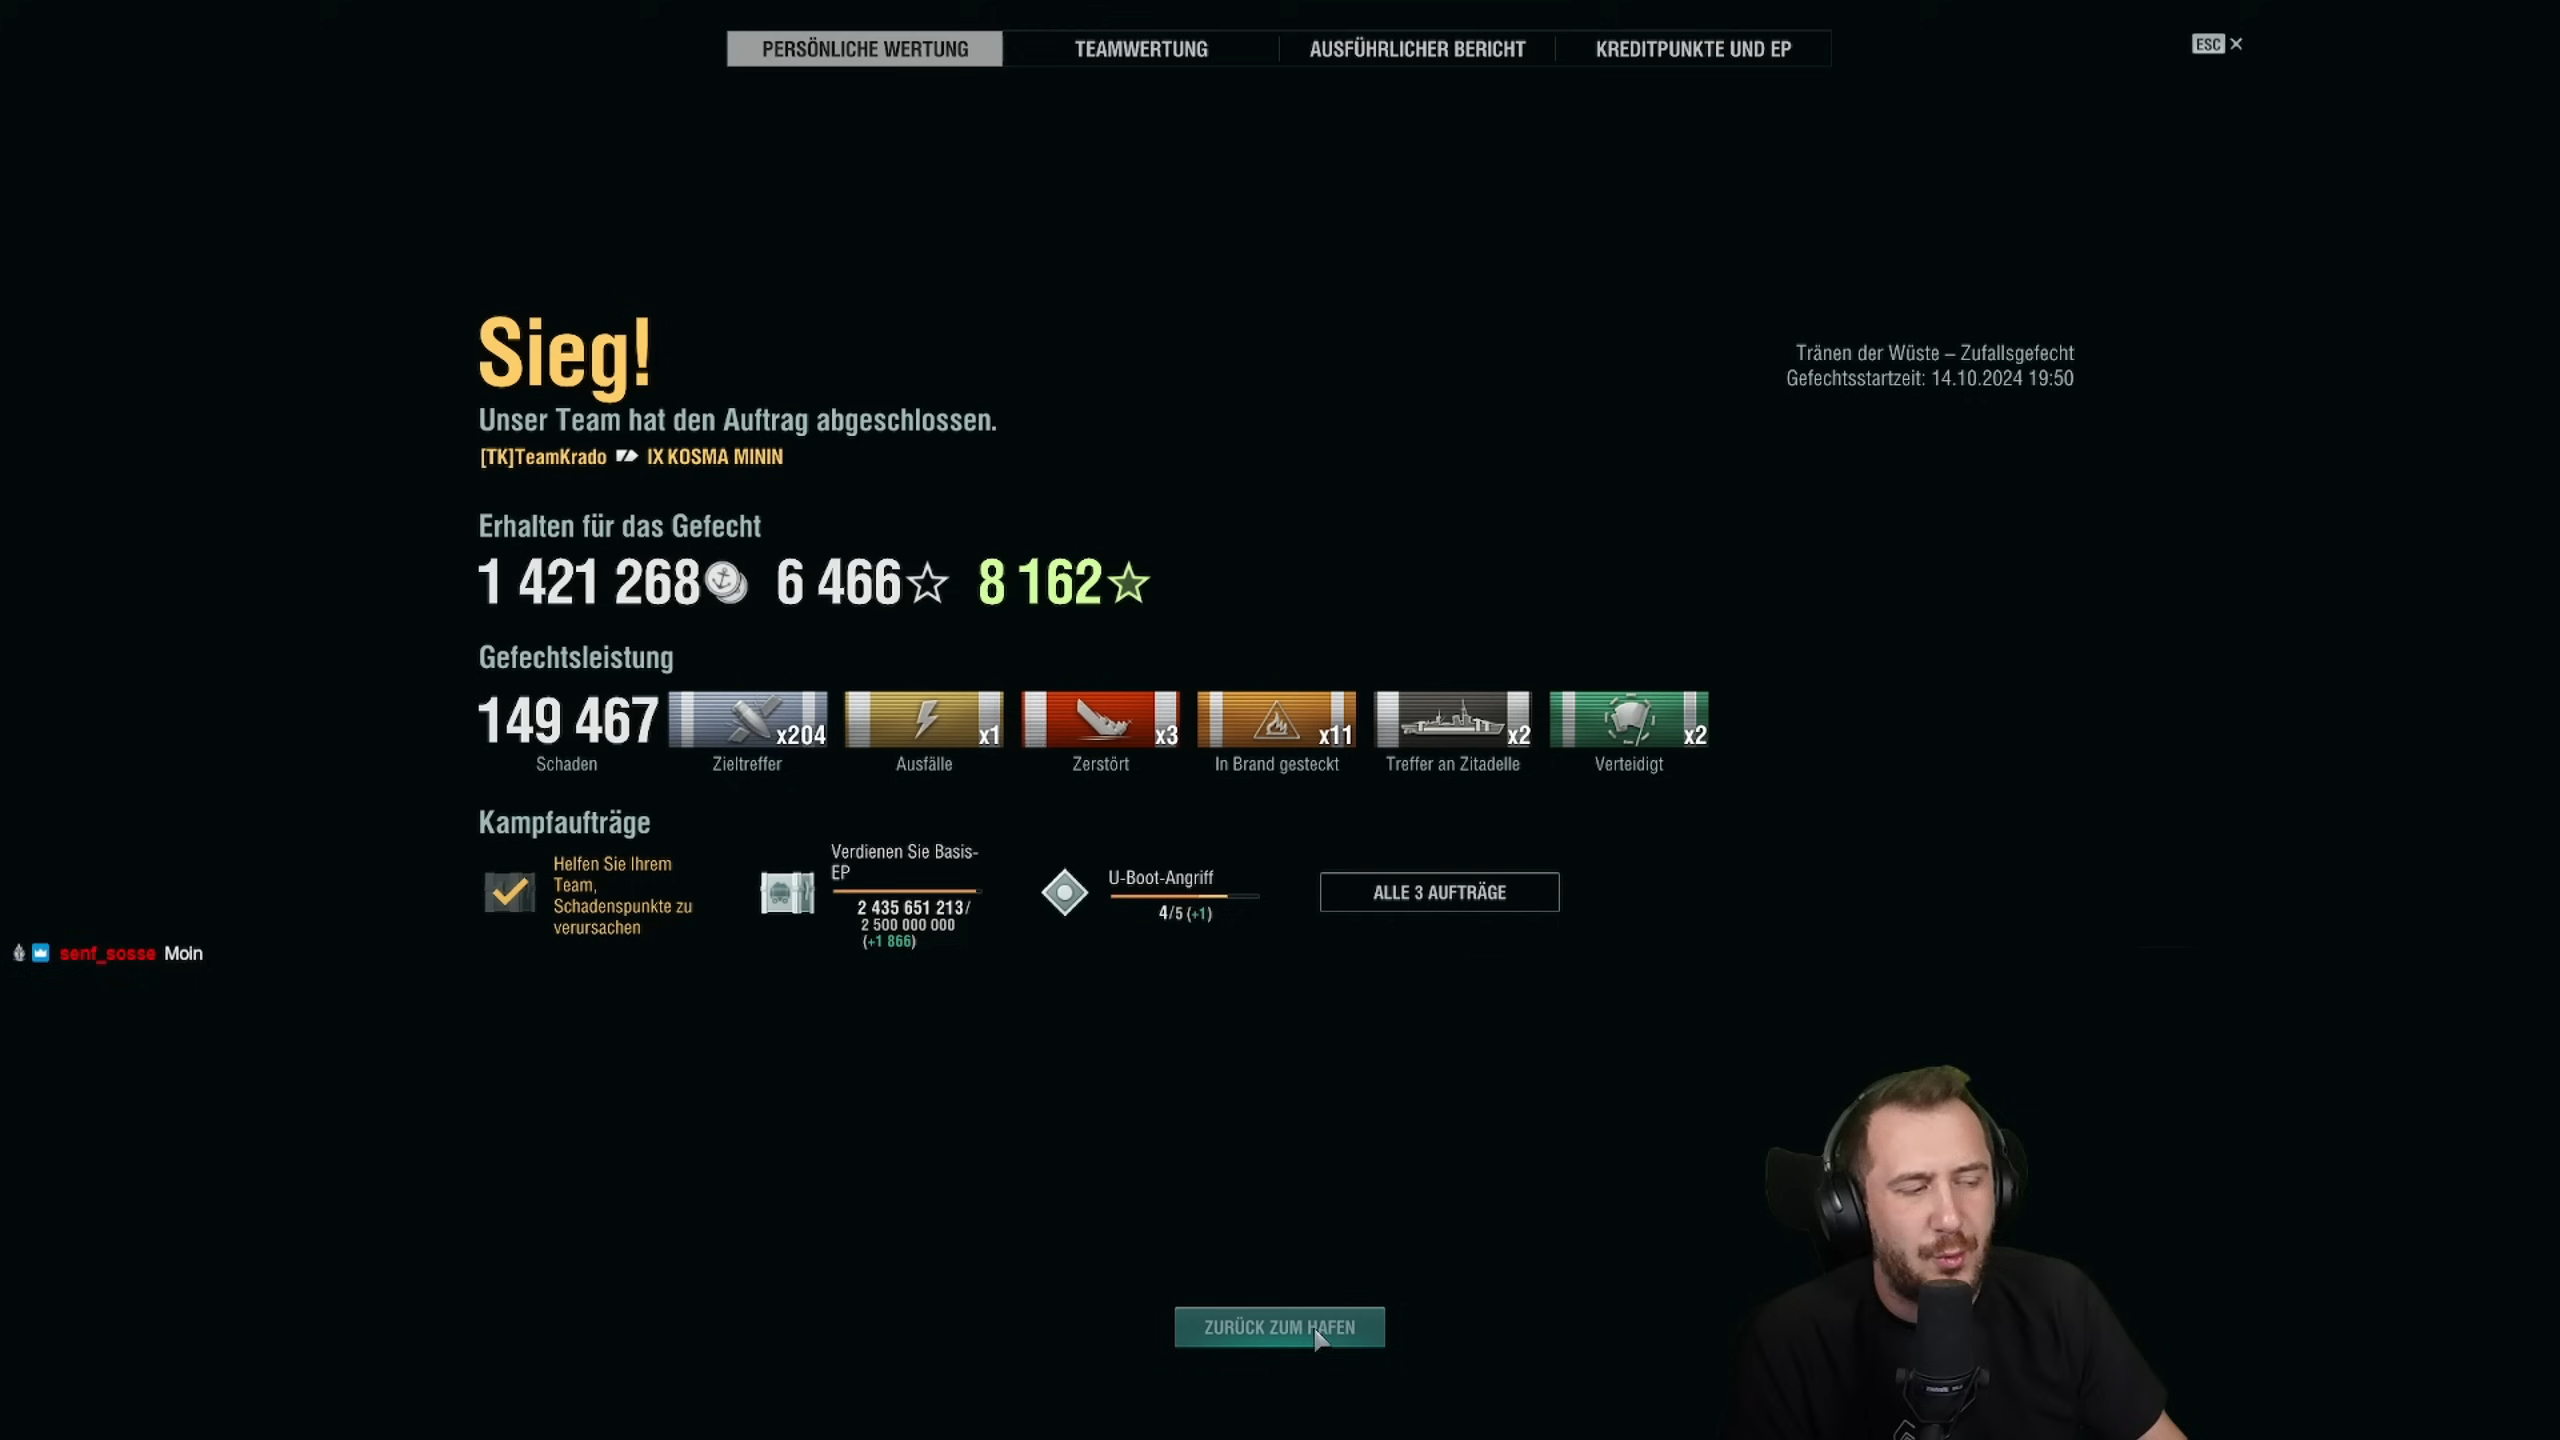 PERSÖNLICHE WERTUNG
TEAMWERTUNG
AUSFÜHRLICHER BERICHT
KREDITPUNKTE UND EP
ESC
Sieg!
Unser Team hat den Auftrag abgeschlossen.
[TK]TeamKrado IX KOSMA MININ
Tränen der Wüste – Zufallsgefecht
Gefechtsstartzeit: 14.10.2024 19:50
Erhalten für das Gefecht
1 421 268 6 466 8 162
Gefechtsleistung
149 467 x204 x1 x3 x11 x2 x2
Schaden Zieltreffer Ausfälle Zerstört In Brand gesteckt Treffer an Zitadelle Verteidigt
Kampfaufträge
Helfen Sie Ihrem
Team,
Schadenspunkte zu
verursachen
Verdienen Sie Basis-
EP
2 435 651 213/
2 500 000 000
(+1 866)
U-Boot-Angriff
4/5 (+1)
ALLE 3 AUFTRÄGE
senf_sosse Moin
ZURÜCK ZUM HAFEN